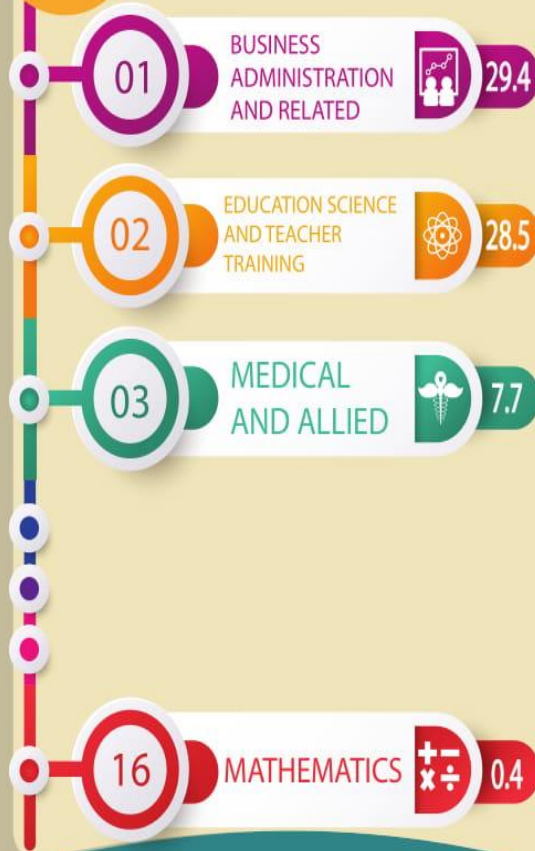 01
BUSINESS
ADMINISTRATION
AND RELATED
29.4
02
EDUCATION SCIENCE
AND TEACHER
TRAINING
28.5
03
MEDICAL
AND ALLIED
7.7
16
MATHEMATICS
0.4